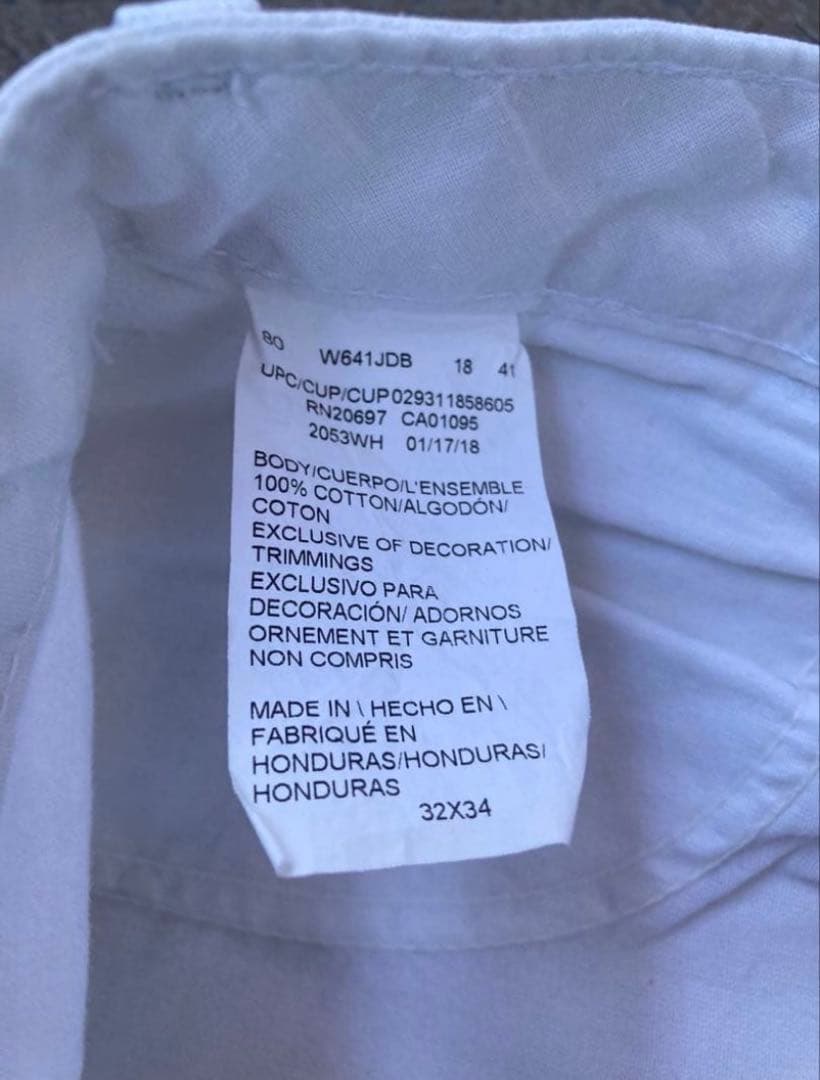 80 W641JDB 18 41
UPC/CUP/CUP029311858605
RN20697 CA01095
2053WH 01/17/18
BODY/CUERPO/L'ENSEMBLE
100% COTTON/ALGODÓN/
COTON
EXCLUSIVE OF DECORATION/
TRIMMINGS
EXCLUSIVO PARA
DECORACIÓN/ ADORNOS
ORNEMENT ET GARNITURE
NON COMPRIS
MADE IN \ HECHO EN \
FABRIQUÉ EN
HONDURAS/HONDURAS/
HONDURAS
32X34